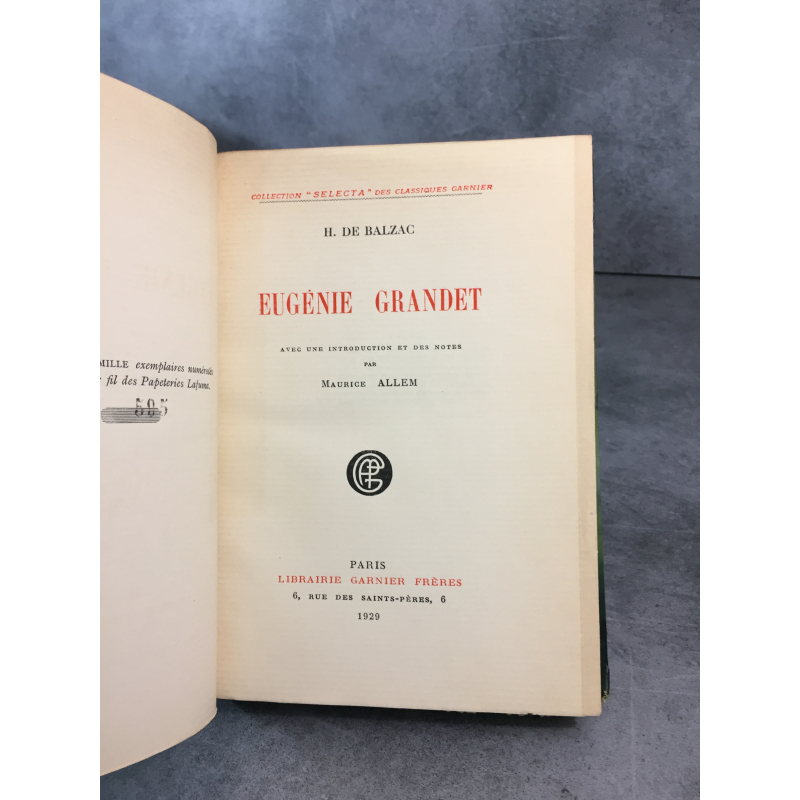 MILLE exemplaires numérotés
fil des Papeteries Lafuma.
595
COLLECTION "SELECTA" DES CLASSIQUES GARNIER
H. DE BALZAC
EUGÉNIE GRANDET
AVEC UNE INTRODUCTION ET DES NOTES
PAR
MAURICE ALLEM
PARIS
LIBRAIRIE GARNIER FRÈRES
6, RUE DES SAINTS-PÈRES, 6
1929